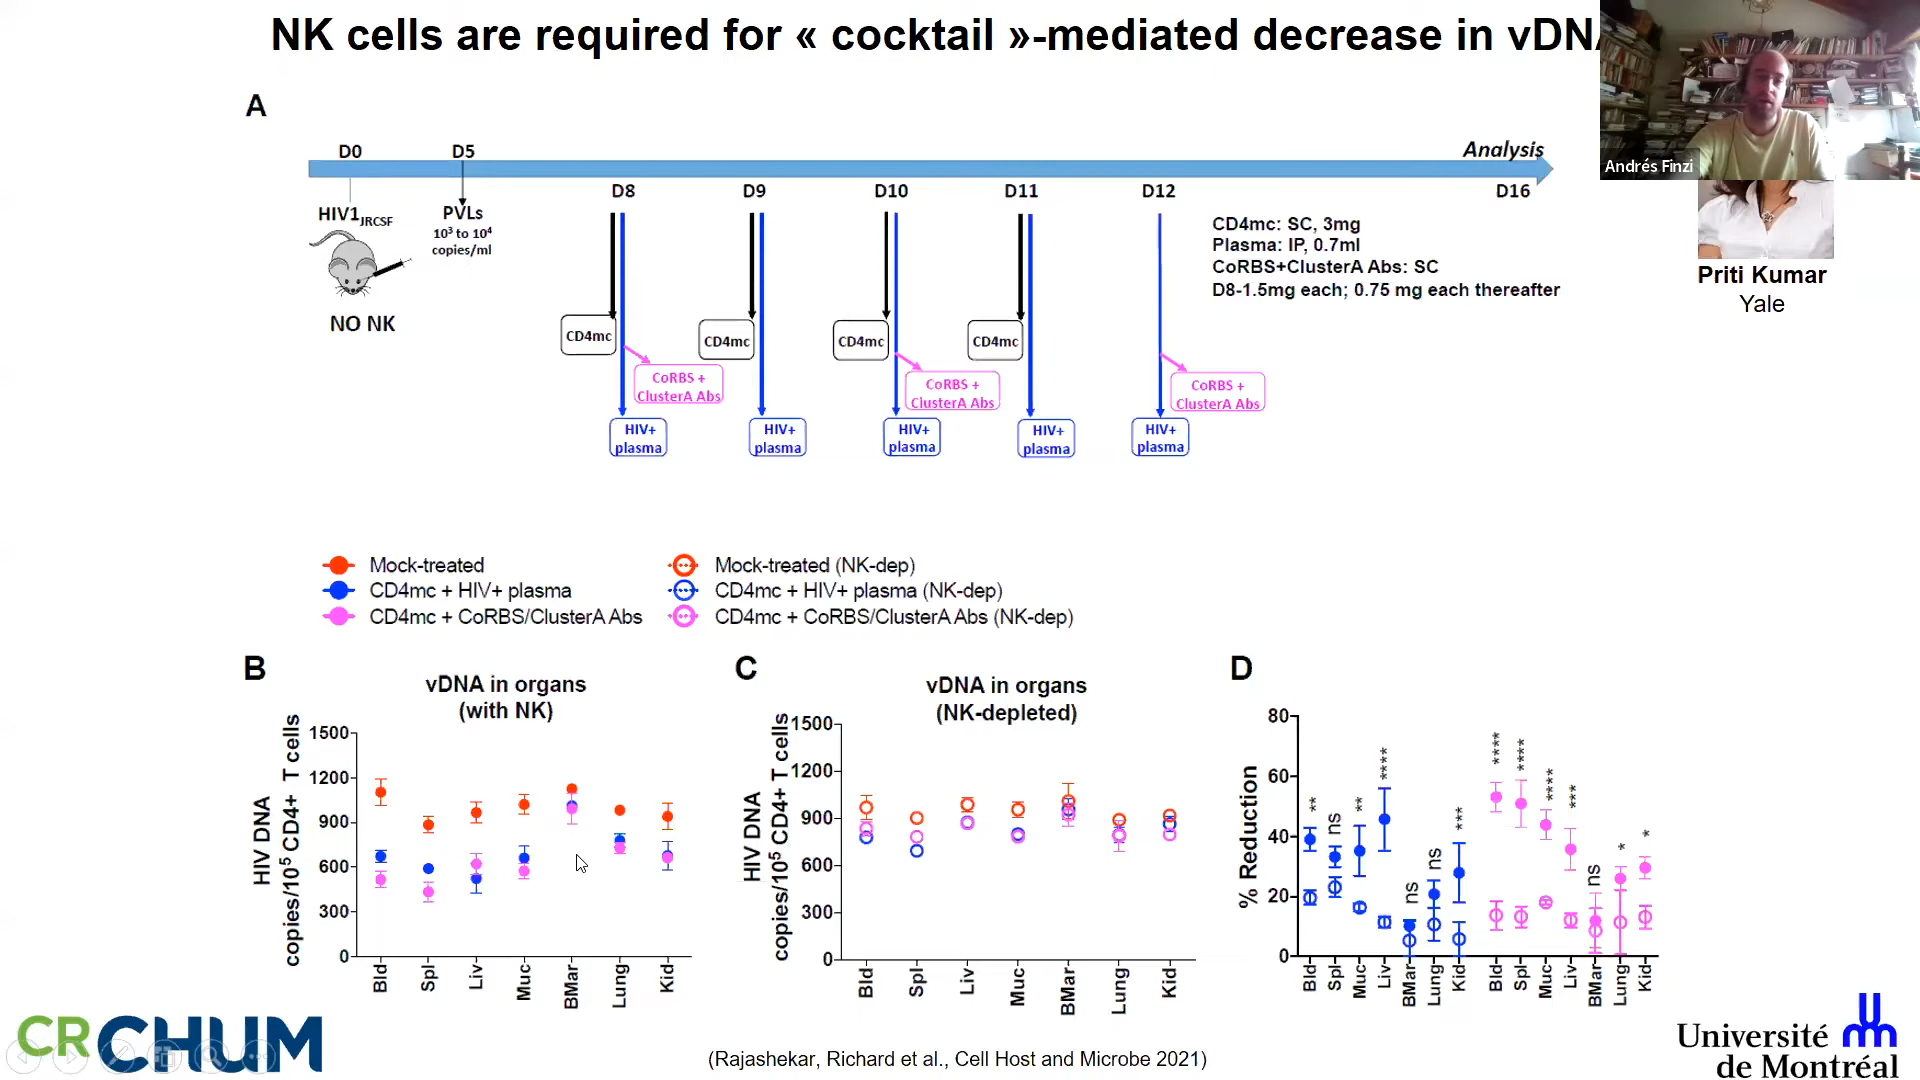 NK cells are required for « cocktail »-mediated decrease in vDN
Andrés Finzi
Priti Kumar
Yale
A
D0
D5
Analysis
D8
D9
D10
D11
D12
D16
HIV1JRCSF
PVLs
10³ to 10⁴
copies/ml
NO NK
CD4mc: SC, 3mg
Plasma: IP, 0.7ml
CoRBS+ClusterA Abs: SC
D8-1.5mg each; 0.75 mg each thereafter
CD4mc
CD4mc
CD4mc
CD4mc
CoRBS +
ClusterA Abs
CoRBS +
ClusterA Abs
CoRBS +
ClusterA Abs
HIV+
plasma
HIV+
plasma
HIV+
plasma
HIV+
plasma
HIV+
plasma
Mock-treated
CD4mc + HIV+ plasma
CD4mc + CoRBS/ClusterA Abs
Mock-treated (NK-dep)
CD4mc + HIV+ plasma (NK-dep)
CD4mc + CoRBS/ClusterA Abs (NK-dep)
B
vDNA in organs
(with NK)
HIV DNA
copies/10⁵ CD4+ T cells
1500
1200
900
600
300
0
Bld
Spl
Liv
Muc
BMar
Lung
Kid
C
vDNA in organs
(NK-depleted)
HIV DNA
copies/10⁵ CD4+ T cells
1500
1200
900
600
300
0
Bld
Spl
Liv
Muc
BMar
Lung
Kid
D
% Reduction
80
60
40
20
0
**
ns
**
****
ns
ns
***
****
****
****
***
ns
*
*
Bld
Spl
Muc
Liv
BMar
Lung
Kid
Bld
Spl
Muc
Liv
BMar
Lung
Kid
CRCHUM
(Rajashekar, Richard et al., Cell Host and Microbe 2021)
Université
de Montréal